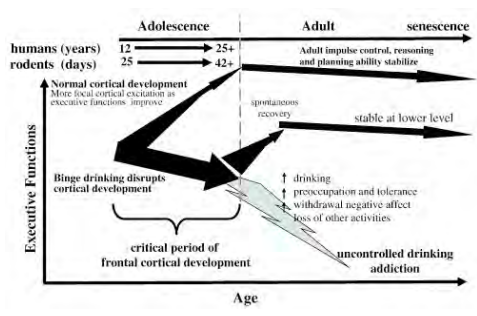 Adolescence
Adult
senescence
humans (years) 12 25+
rodents (days) 25 42+
Adult impulse control, reasoning
and planning ability stabilize
Normal cortical development
More focal cortical excitation as
executive functions improve
spontaneous
recovery
stable at lower level
Binge drinking disrupts
cortical development
drinking
preoccupation and tolerance
withdrawal negative affect
loss of other activities
critical period of
frontal cortical development
uncontrolled drinking
addiction
Executive Functions
Age